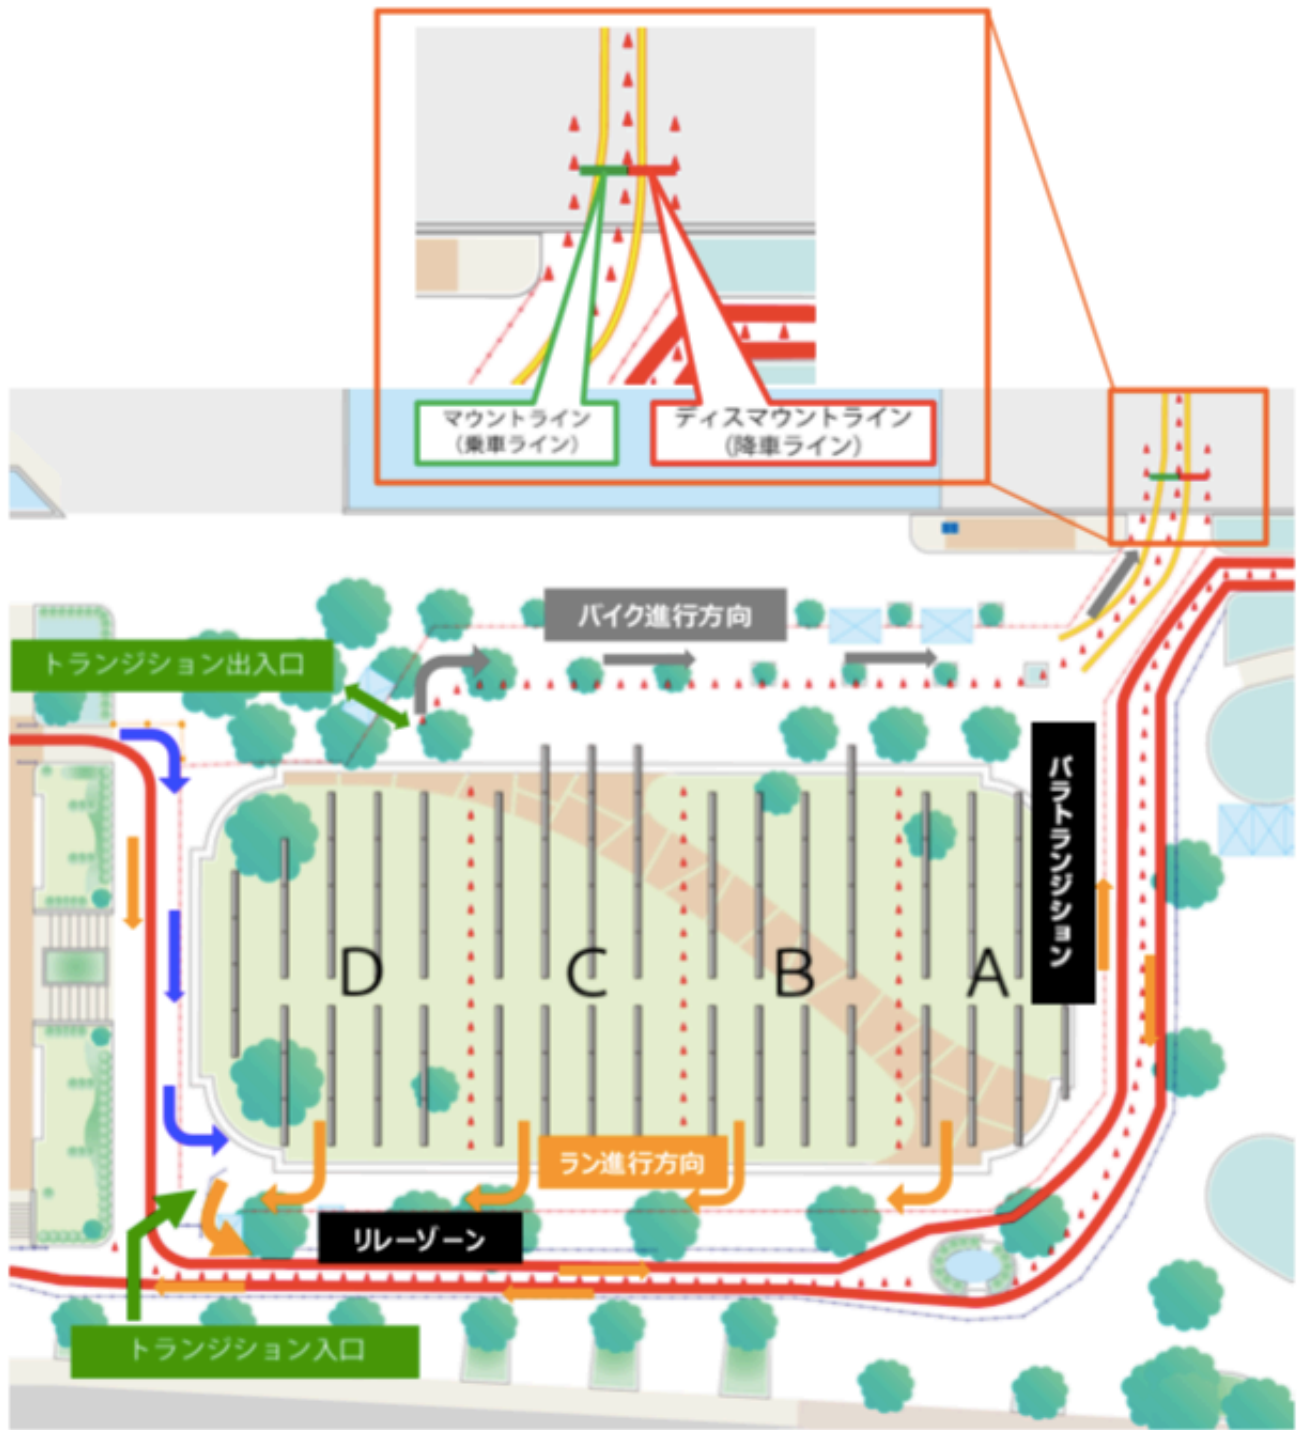 マウントライン
(乗車ライン)
ディスマウントライン
(降車ライン)
バイク進行方向
トランジション出入口
パラトランジション
D
C
B
A
ラン進行方向
リレーゾーン
トランジション入口